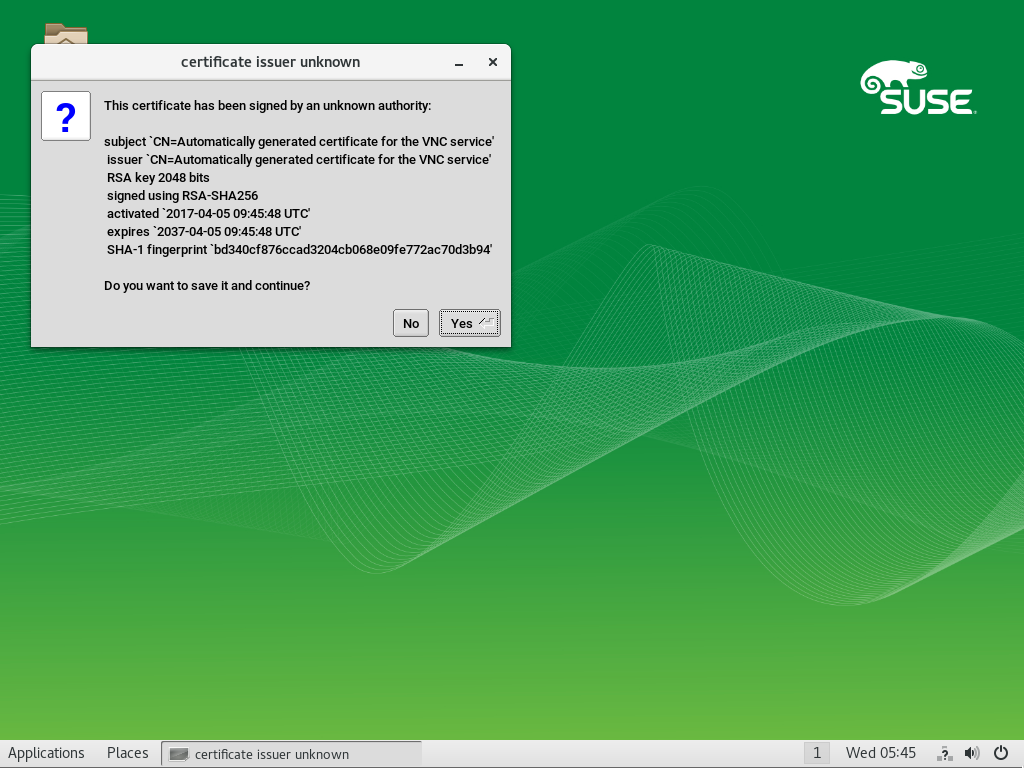 certificate issuer unknown
?
This certificate has been signed by an unknown authority:
subject `CN=Automatically generated certificate for the VNC service'
issuer `CN=Automatically generated certificate for the VNC service'
RSA key 2048 bits
signed using RSA-SHA256
activated `2017-04-05 09:45:48 UTC'
expires `2037-04-05 09:45:48 UTC'
SHA-1 fingerprint `bd340cf876ccad3204cb068e09fe772ac70d3b94'
Do you want to save it and continue?
No
Yes
SUSE
Applications
Places
certificate issuer unknown
1
Wed 05:45
?